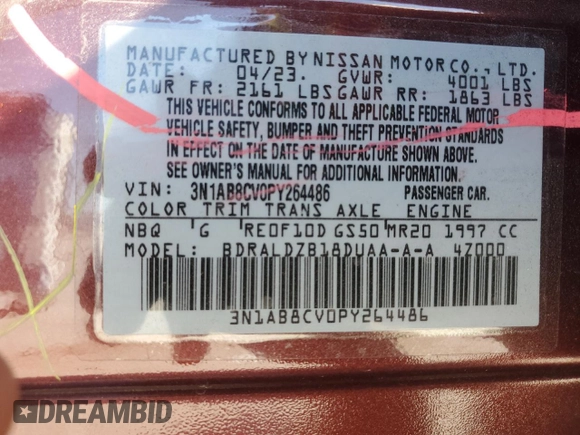 MANUFACTURED BY NISSAN MOTOR CO., LTD.
DATE: 04/23. GVWR: 4001 LBS
GAWR FR: 2161 LBS GAWR RR: 1863 LBS
THIS VEHICLE CONFORMS TO ALL APPLICABLE FEDERAL MOTOR
VEHICLE SAFETY, BUMPER AND THEFT PREVENTION STANDARDS
IN EFFECT ON THE DATE OF MANUFACTURE SHOWN ABOVE.
SEE OWNER'S MANUAL FOR ADDITIONAL INFORMATION.
VIN: 3N1AB8CV0PY264486 PASSENGER CAR.
COLOR TRIM TRANS AXLE ENGINE
NBQ G RE0F10D GS50 MR20 1997 CC
MODEL: BDRALDZB18DUAA-A-A 4Z000
3N1AB8CV0PY264486
DREAMBID